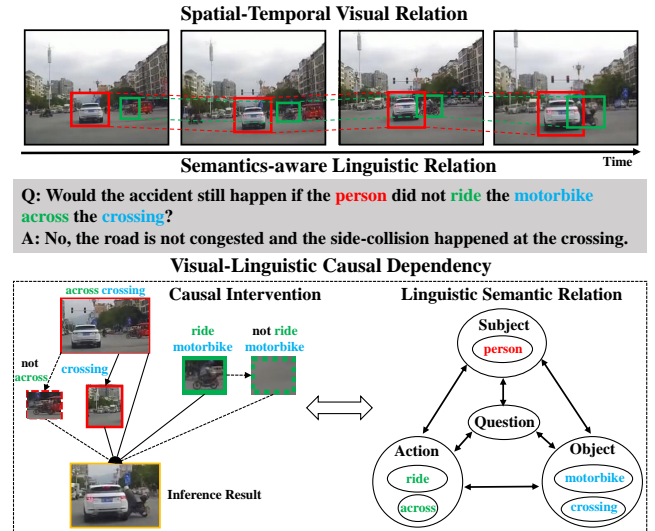 Spatial-Temporal Visual Relation
Time
Semantics-aware Linguistic Relation
Q: Would the accident still happen if the person did not ride the motorbike
across the crossing?
A: No, the road is not congested and the side-collision happened at the crossing.
Visual-Linguistic Causal Dependency
across crossing
Causal Intervention
not
across
crossing
ride
motorbike
not ride
motorbike
Inference Result
Linguistic Semantic Relation
Subject
person
Question
Action
ride
across
Object
motorbike
crossing